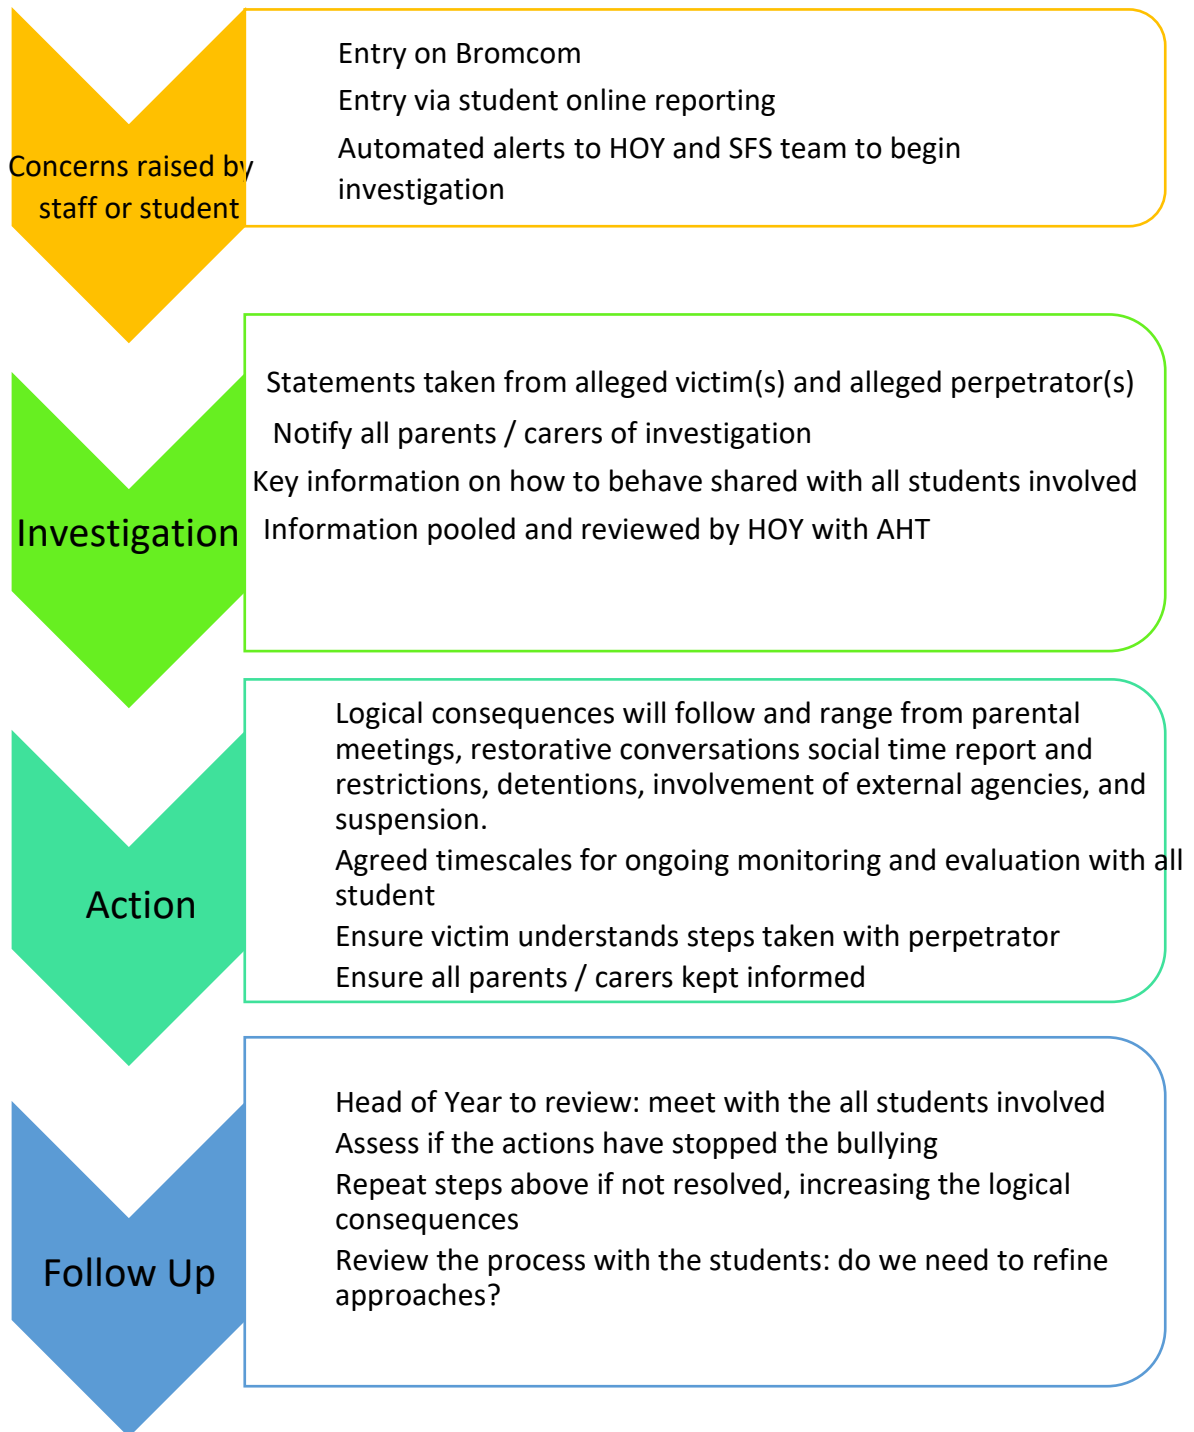 Concerns raised by
staff or student
Entry on Bromcom
Entry via student online reporting
Automated alerts to HOY and SFS team to begin
investigation
Investigation
Statements taken from alleged victim(s) and alleged perpetrator(s)
Notify all parents / carers of investigation
Key information on how to behave shared with all students involved
Information pooled and reviewed by HOY with AHT
Action
Logical consequences will follow and range from parental
meetings, restorative conversations social time report and
restrictions, detentions, involvement of external agencies, and
suspension.
Agreed timescales for ongoing monitoring and evaluation with all
student
Ensure victim understands steps taken with perpetrator
Ensure all parents / carers kept informed
Follow Up
Head of Year to review: meet with the all students involved
Assess if the actions have stopped the bullying
Repeat steps above if not resolved, increasing the logical
consequences
Review the process with the students: do we need to refine
approaches?